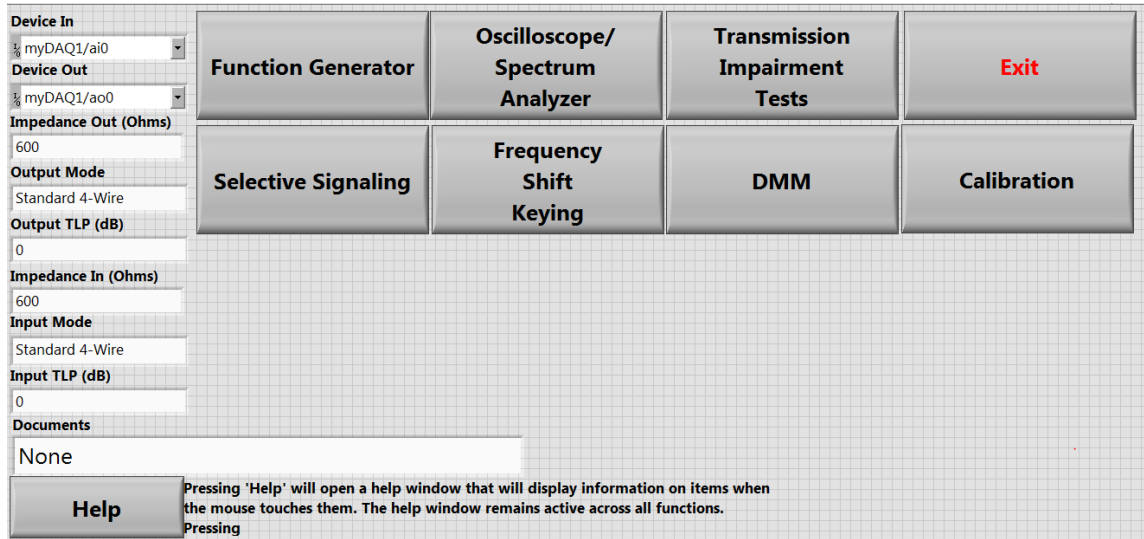 Device In
myDAQ1/ai0
Device Out
myDAQ1/ao0
Impedance Out (Ohms)
600
Output Mode
Standard 4-Wire
Output TLP (dB)
0
Impedance In (Ohms)
600
Input Mode
Standard 4-Wire
Input TLP (dB)
0
Documents
None
Function Generator
Oscilloscope/
Spectrum
Analyzer
Transmission
Impairment
Tests
Exit
Selective Signaling
Frequency
Shift
Keying
DMM
Calibration
Help
Pressing 'Help' will open a help window that will display information on items when
the mouse touches them. The help window remains active across all functions.
Pressing